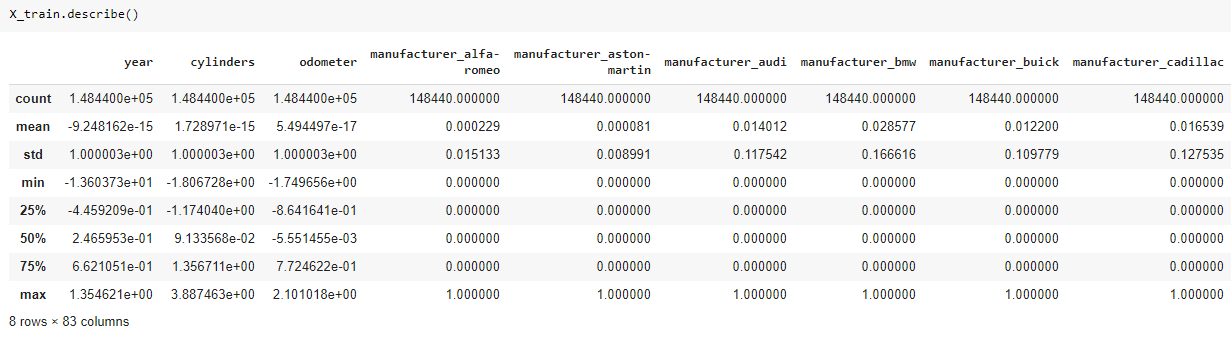 X_train.describe()
year cylinders odometer manufacturer_alfa-romeo manufacturer_aston-martin manufacturer_audi manufacturer_bmw manufacturer_buick manufacturer_cadillac
count 1.484400e+05 1.484400e+05 1.484400e+05 148440.000000 148440.000000 148440.000000 148440.000000 148440.000000 148440.000000
mean -9.248162e-15 1.728971e-15 5.494497e-17 0.000229 0.000081 0.014012 0.028577 0.012200 0.016539
std 1.000003e+00 1.000003e+00 1.000003e+00 0.015133 0.008991 0.117542 0.166616 0.109779 0.127535
min -1.360373e+01 -1.806728e+00 -1.749656e+00 0.000000 0.000000 0.000000 0.000000 0.000000 0.000000
25% -4.459209e-01 -1.174040e+00 -8.641641e-01 0.000000 0.000000 0.000000 0.000000 0.000000 0.000000
50% 2.465953e-01 9.133568e-02 -5.551455e-03 0.000000 0.000000 0.000000 0.000000 0.000000 0.000000
75% 6.621051e-01 1.356711e+00 7.724622e-01 0.000000 0.000000 0.000000 0.000000 0.000000 0.000000
max 1.354621e+00 3.887463e+00 2.101018e+00 1.000000 1.000000 1.000000 1.000000 1.000000 1.000000
8 rows × 83 columns